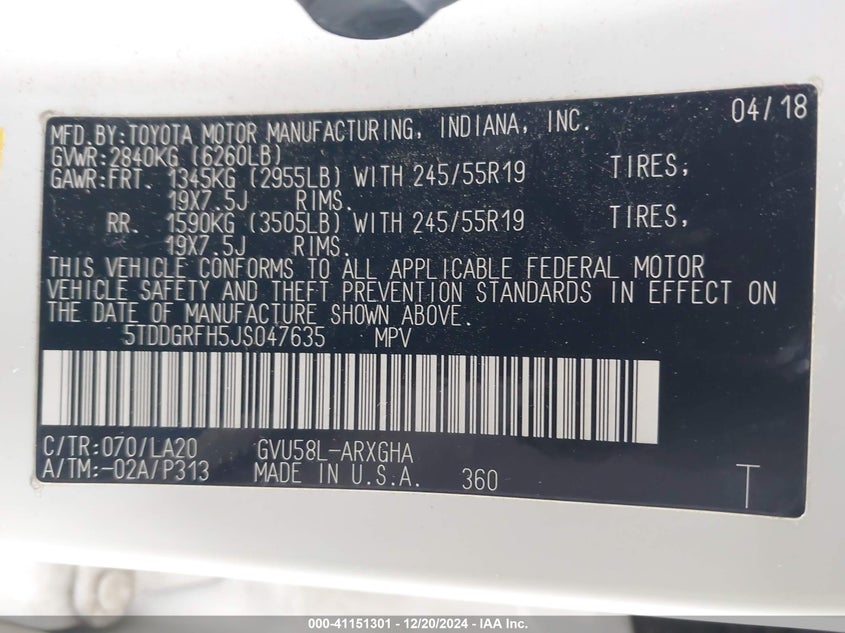 04/18
MFD.BY:TOYOTA MOTOR MANUFACTURING, INDIANA, INC.
GVWR:2840KG (6260LB)
GAWR:FRT. 1345KG (2955LB) WITH 245/55R19 TIRES,
19X7.5J RIMS.
RR. 1590KG (3505LB) WITH 245/55R19 TIRES,
19X7.5J RIMS.
THIS VEHICLE CONFORMS TO ALL APPLICABLE FEDERAL MOTOR
VEHICLE SAFETY AND THEFT PREVENTION STANDARDS IN EFFECT ON
THE DATE OF MANUFACTURE SHOWN ABOVE.
5TDDGRFH5JS047635 MPV
C/TR:070/LA20 GVU58L-ARXGHA
A/TM:-02A/P313 MADE IN U.S.A. 360
T
000-41151301 - 12/20/2024 - IAA Inc.